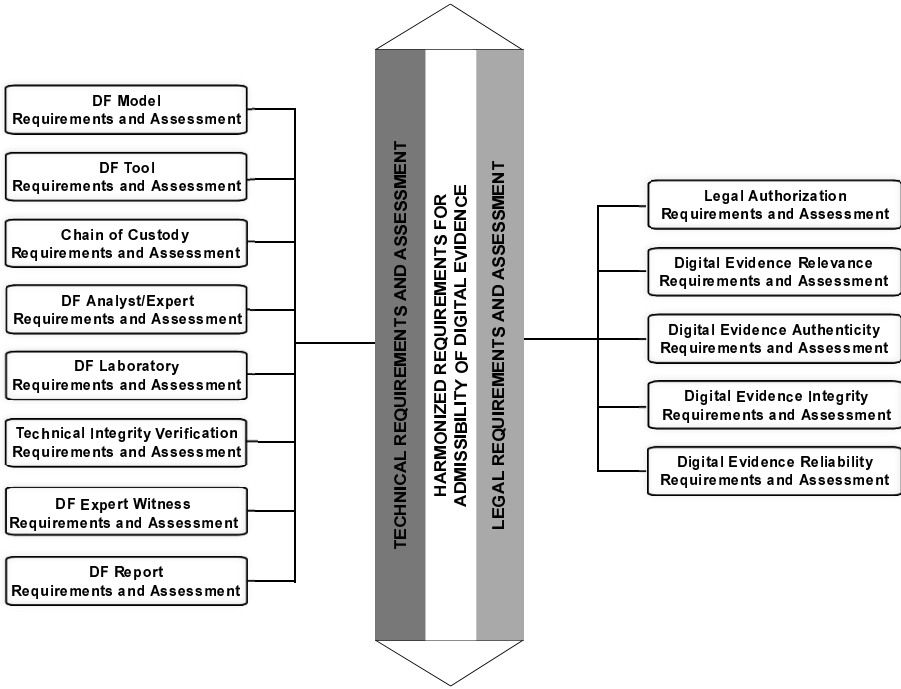 DF Model
Requirements and Assessment
DF Tool
Requirements and Assessment
Chain of Custody
Requirements and Assessment
DF Analyst/Expert
Requirements and Assessment
DF Laboratory
Requirements and Assessment
Technical Integrity Verification
Requirements and Assessment
DF Expert Witness
Requirements and Assessment
DF Report
Requirements and Assessment
TECHNICAL REQUIREMENTS AND ASSESSMENT
HARMONIZED REQUIREMENTS FOR
ADMISSIBILITY OF DIGITAL EVIDENCE
LEGAL REQUIREMENTS AND ASSESSMENT
Legal Authorization
Requirements and Assessment
Digital Evidence Relevance
Requirements and Assessment
Digital Evidence Authenticity
Requirements and Assessment
Digital Evidence Integrity
Requirements and Assessment
Digital Evidence Reliability
Requirements and Assessment